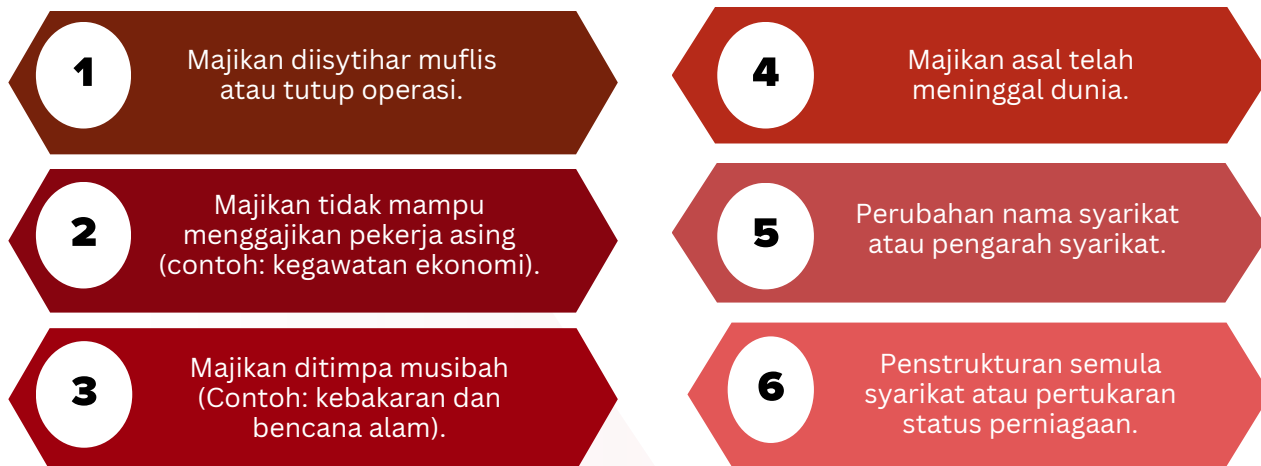 1
Majikan diisytihar muflis
atau tutup operasi.
2
Majikan tidak mampu
menggajikan pekerja asing
(contoh: kegawatan ekonomi).
3
Majikan ditimpa musibah
(Contoh: kebakaran dan
bencana alam).
4
Majikan asal telah
meninggal dunia.
5
Perubahan nama syarikat
atau pengarah syarikat.
6
Penstrukturan semula
syarikat atau pertukaran
status perniagaan.